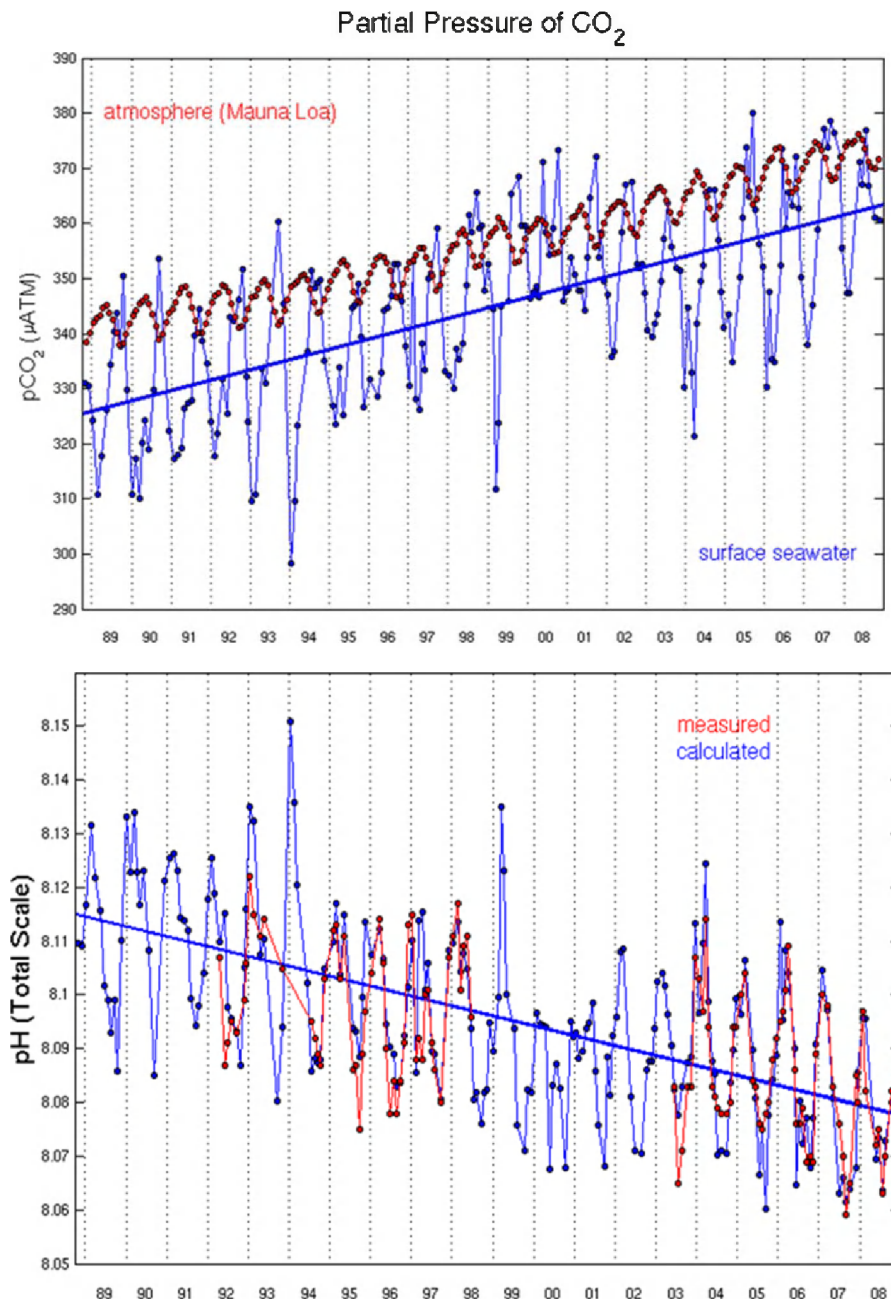 Partial Pressure of CO₂
390
380
370
360
350
340
330
320
310
300
290
pCO₂ (µATM)
atmosphere (Mauna Loa)
surface seawater
89 90 91 92 93 94 95 96 97 98 99 00 01 02 03 04 05 06 07 08
8.15
8.14
8.13
8.12
8.11
8.1
8.09
8.08
8.07
8.06
8.05
pH (Total Scale)
measured
calculated
89 90 91 92 93 94 95 96 97 98 99 00 01 02 03 04 05 06 07 08